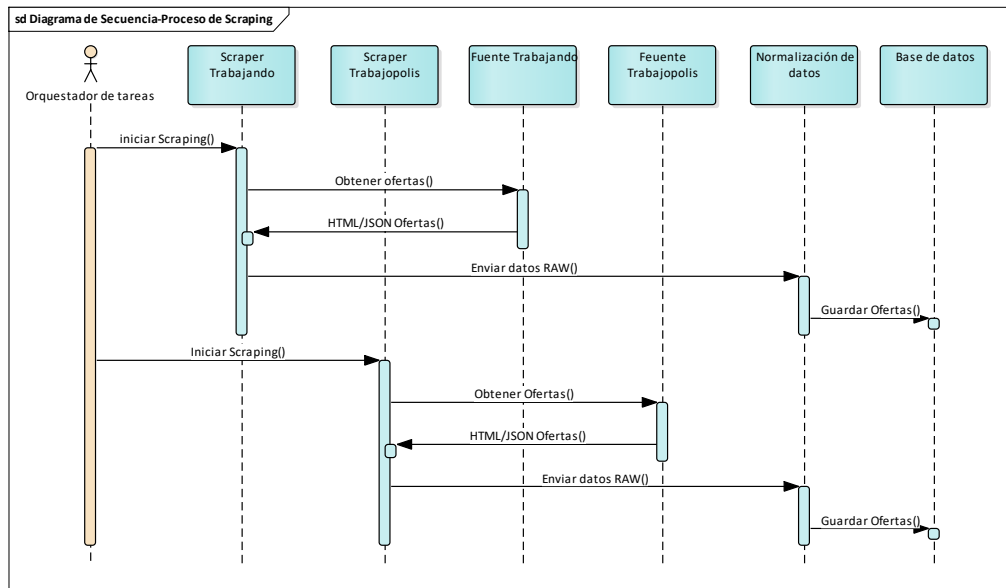 sd Diagrama de Secuencia-Proceso de Scraping
Orquestador de tareas
Scraper
Trabajando
Scraper
Trabajopolis
Fuente Trabajando
Feuente
Trabajopolis
Normalización de
datos
Base de datos
iniciar Scraping()
Obtener ofertas()
HTML/JSON Ofertas()
Enviar datos RAW()
Guardar Ofertas()
Iniciar Scraping()
Obtener Ofertas()
HTML/JSON Ofertas()
Enviar datos RAW()
Guardar Ofertas()